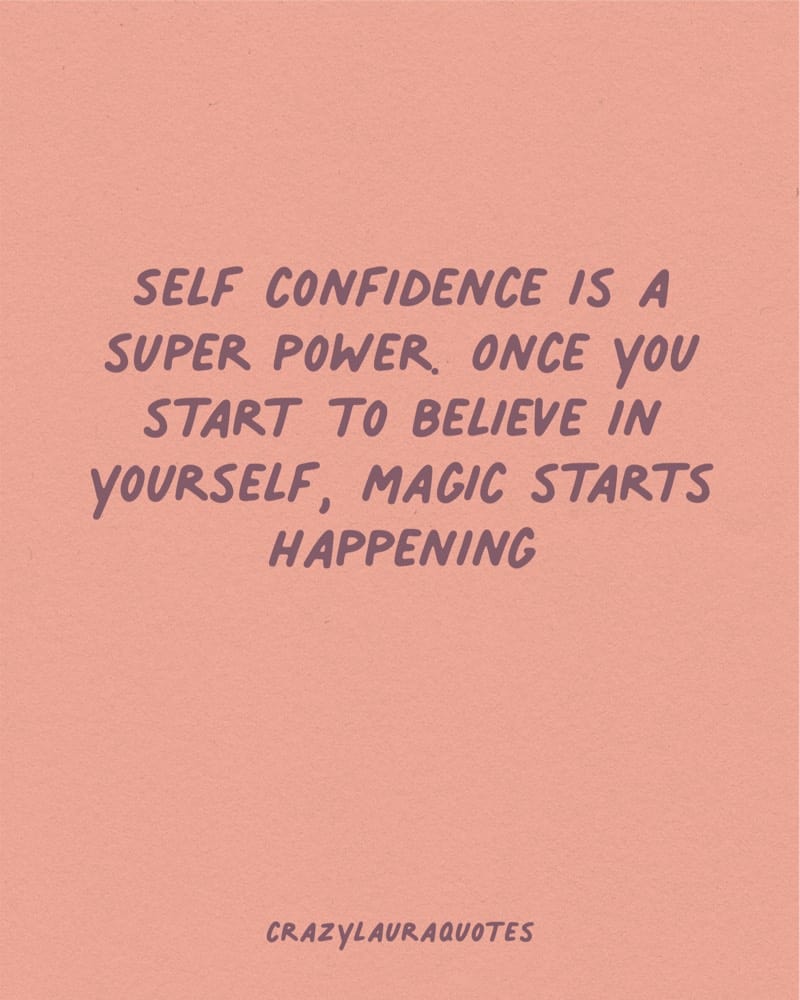 SELF CONFIDENCE IS A
SUPER POWER. ONCE YOU
START TO BELIEVE IN
YOURSELF, MAGIC STARTS
HAPPENING
CRAZYLAURAQUOTES